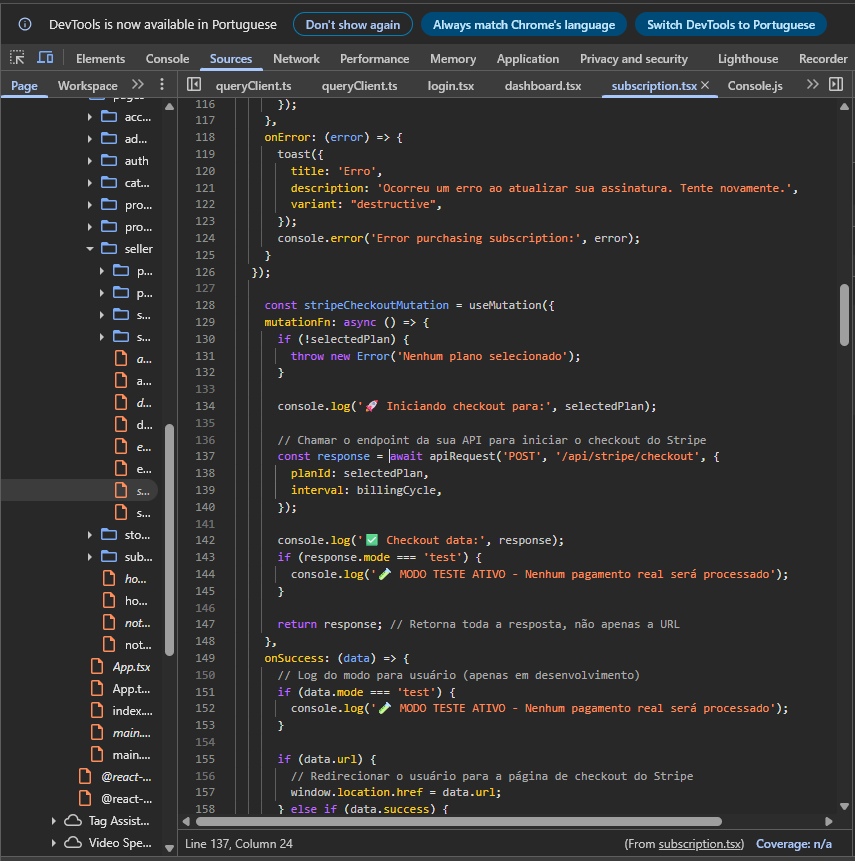 DevTools is now available in Portuguese
Don't show again
Always match Chrome's language
Switch DevTools to Portuguese
Elements Console Sources Network Performance Memory Application Privacy and security Lighthouse Recorder
Page Workspace
queryClient.ts queryClient.ts login.tsx dashboard.tsx subscription.tsx Console.js
acc...
ad...
auth
cat...
pro...
pro...
seller
p...
p...
s...
s...
a...
a...
d...
d...
e...
e...
s...
s...
sto...
sub...
ho...
ho...
not...
not...
App.tsx
App.t...
index....
main....
main....
@react-...
@react-...
Tag Assist...
Video Spe...
116 });
117 },
118 onError: (error) => {
119 toast({
120 title: 'Erro',
121 description: 'Ocorreu um erro ao atualizar sua assinatura. Tente novamente.',
122 variant: "destructive",
123 });
124 console.error('Error purchasing subscription:', error);
125 }
126 });
127
128 const stripeCheckoutMutation = useMutation({
129 mutationFn: async () => {
130 if (!selectedPlan) {
131 throw new Error('Nenhum plano selecionado');
132 }
133
134 console.log('🚀 Iniciando checkout para:', selectedPlan);
135
136 // Chamar o endpoint da sua API para iniciar o checkout do Stripe
137 const response = await apiRequest('POST', '/api/stripe/checkout', {
138 planId: selectedPlan,
139 interval: billingCycle,
140 });
141
142 console.log('✅ Checkout data:', response);
143 if (response.mode === 'test') {
144 console.log('🧪 MODO TESTE ATIVO - Nenhum pagamento real será processado');
145 }
146
147 return response; // Retorna toda a resposta, não apenas a URL
148 },
149 onSuccess: (data) => {
150 // Log do modo para usuário (apenas em desenvolvimento)
151 if (data.mode === 'test') {
152 console.log('🧪 MODO TESTE ATIVO - Nenhum pagamento real será processado');
153 }
154
155 if (data.url) {
156 // Redirecionar o usuário para a página de checkout do Stripe
157 window.location.href = data.url;
158 } else if (data.success) {
Line 137, Column 24
(From subscription.tsx) Coverage: n/a